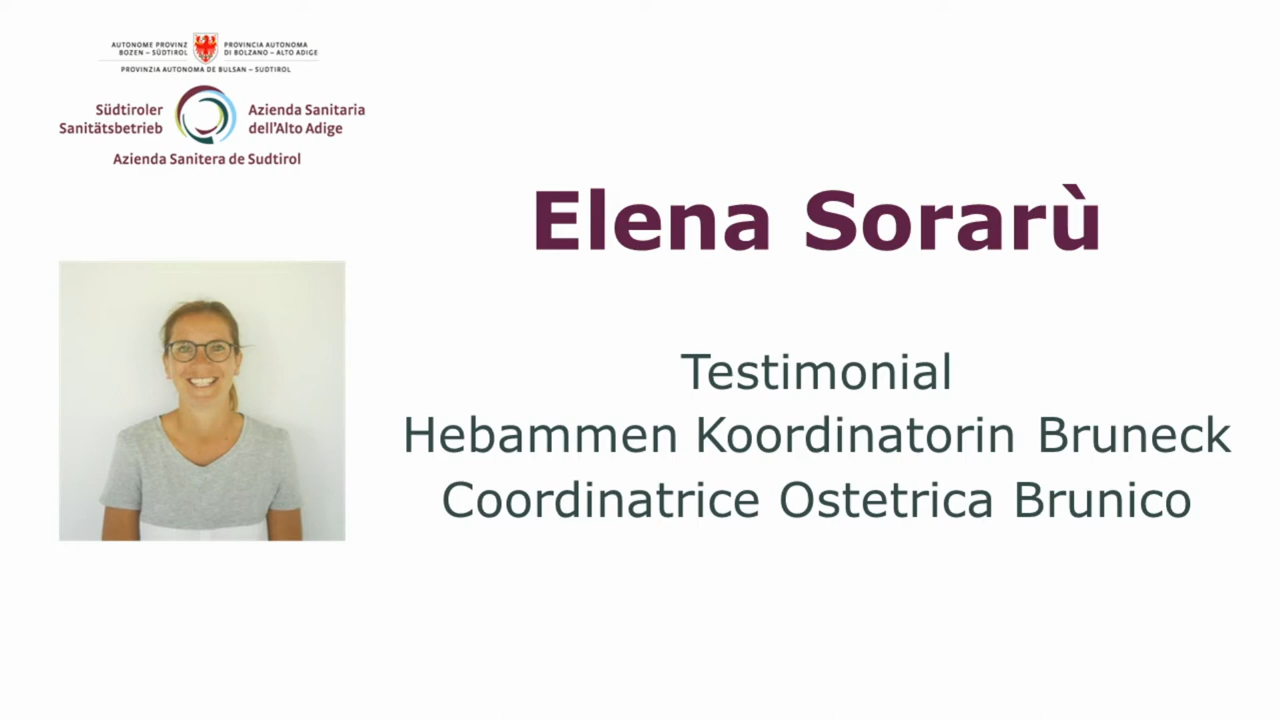 AUTONOME PROVINZ
BOZEN – SÜDTIROL
PROVINCIA AUTONOMA
DI BOLZANO – ALTO ADIGE
PROVINZIA AUTONOMA DE BULSAN – SUDTIROL
Südtiroler
Sanitätsbetrieb
Azienda Sanitaria
dell'Alto Adige
Azienda Sanitera de Sudtirol
Elena Sorarù
Testimonial
Hebammen Koordinatorin Bruneck
Coordinatrice Ostetrica Brunico